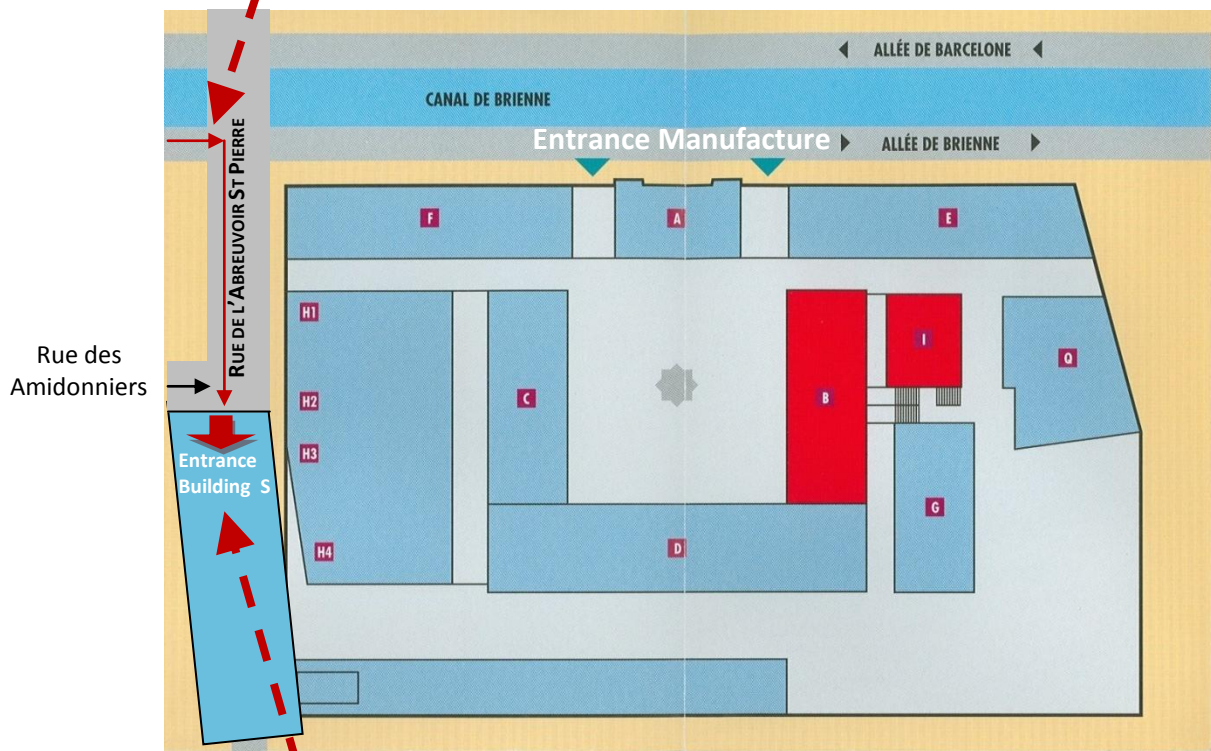 ALLÉE DE BARCELONE
CANAL DE BRIENNE
Entrance Manufacture
ALLÉE DE BRIENNE
RUE DE L'ABREUVOIR ST PIERRE
F
A
E
H1
I
Q
Rue des
Amidonniers
H2
C
B
H3
Entrance
Building S
G
H4
D